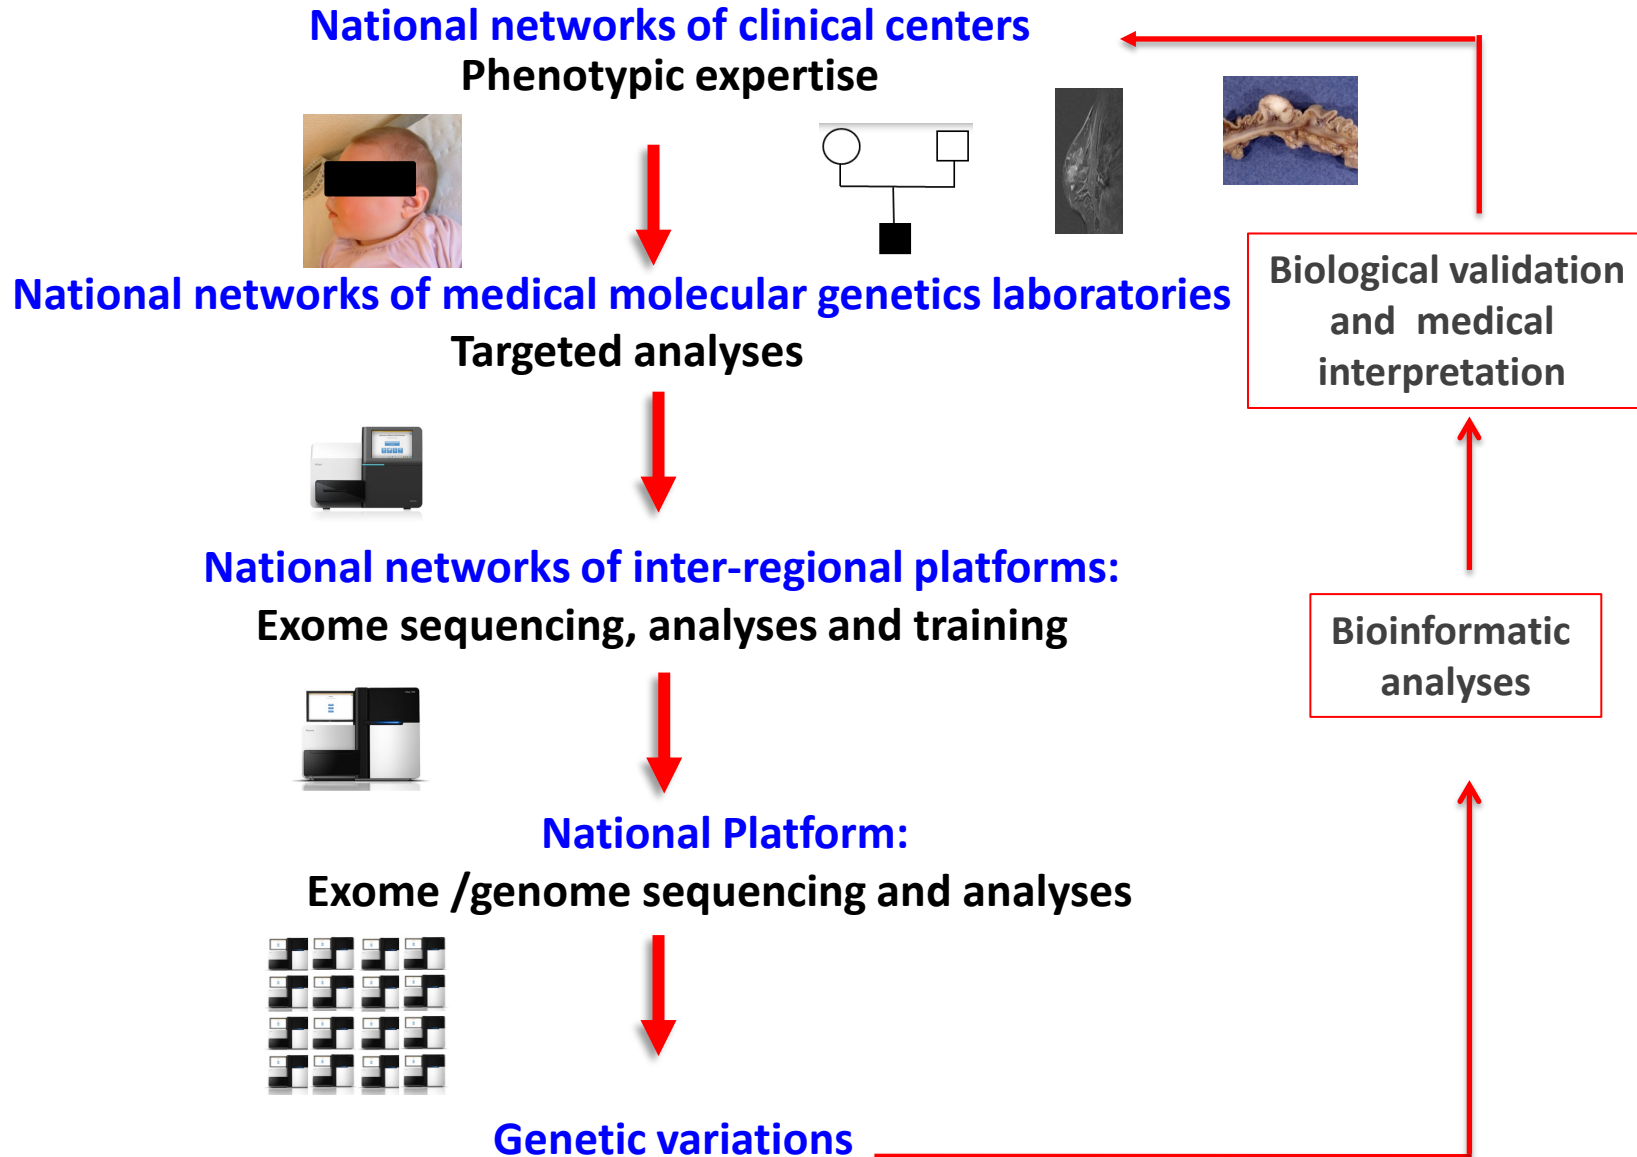 National networks of clinical centers
Phenotypic expertise
National networks of medical molecular genetics laboratories
Targeted analyses
National networks of inter-regional platforms:
Exome sequencing, analyses and training
National Platform:
Exome /genome sequencing and analyses
Genetic variations
Biological validation
and medical
interpretation
Bioinformatic
analyses